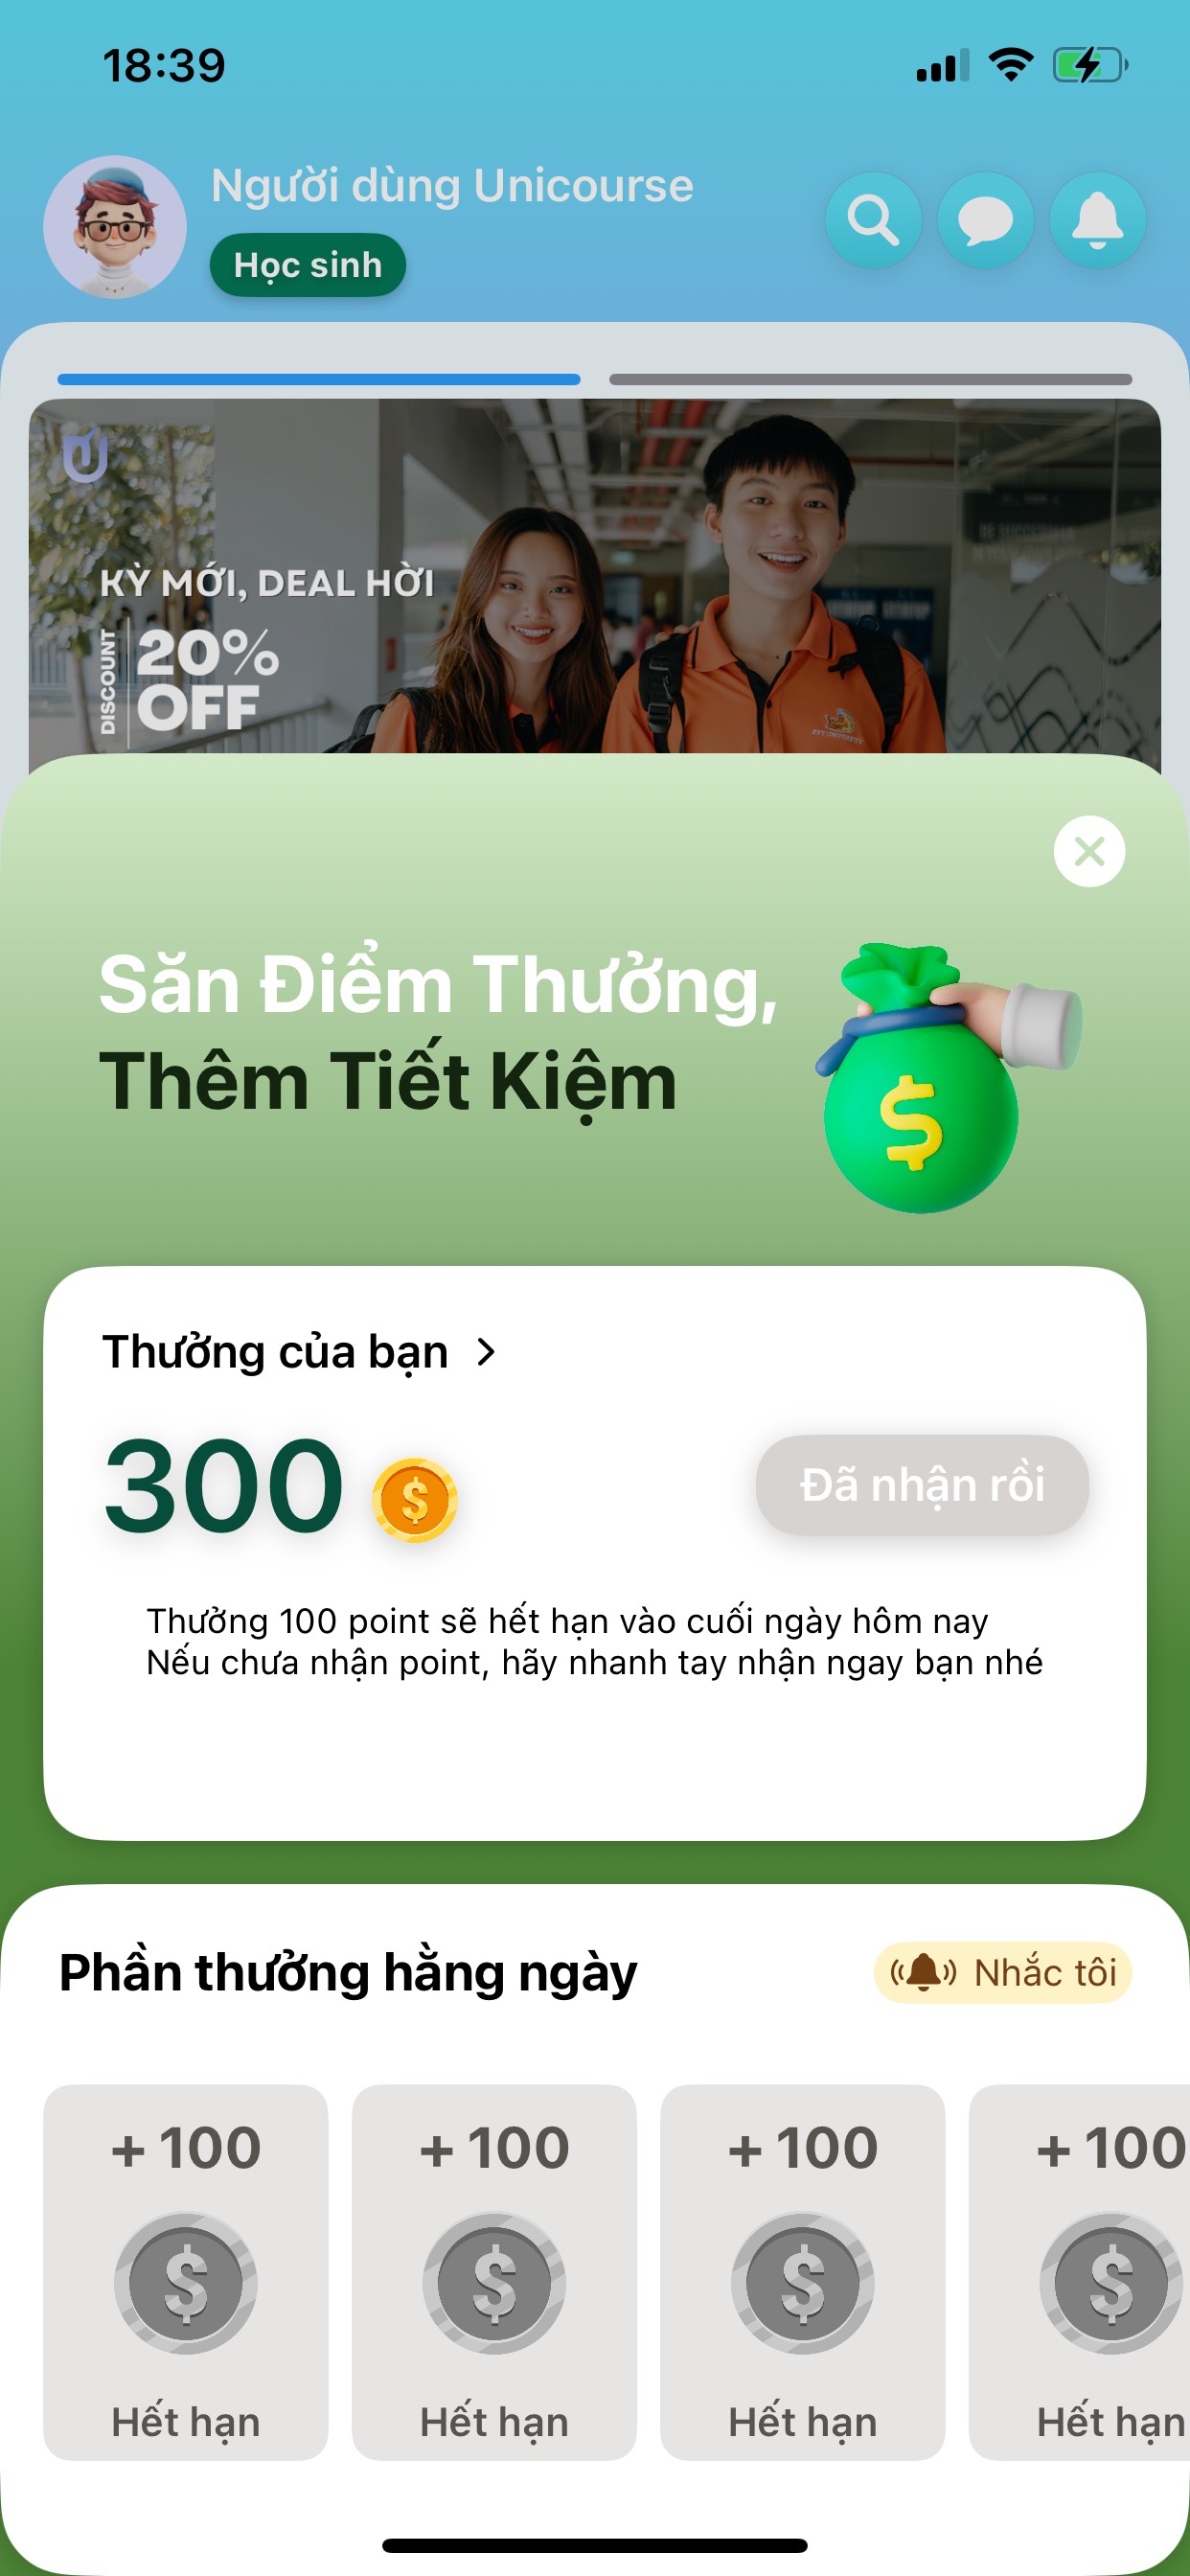 18:39
Người dùng Unicourse
Học sinh
KỲ MỚI, DEAL HỜI
DISCOUNT
20%
OFF
Săn Điểm Thưởng,
Thêm Tiết Kiệm
Thưởng của bạn
300
Đã nhận rồi
Thưởng 100 point sẽ hết hạn vào cuối ngày hôm nay
Nếu chưa nhận point, hãy nhanh tay nhận ngay bạn nhé
Phần thưởng hằng ngày
Nhắc tôi
+ 100 + 100 + 100 + 100
Hết hạn Hết hạn Hết hạn Hết hạn